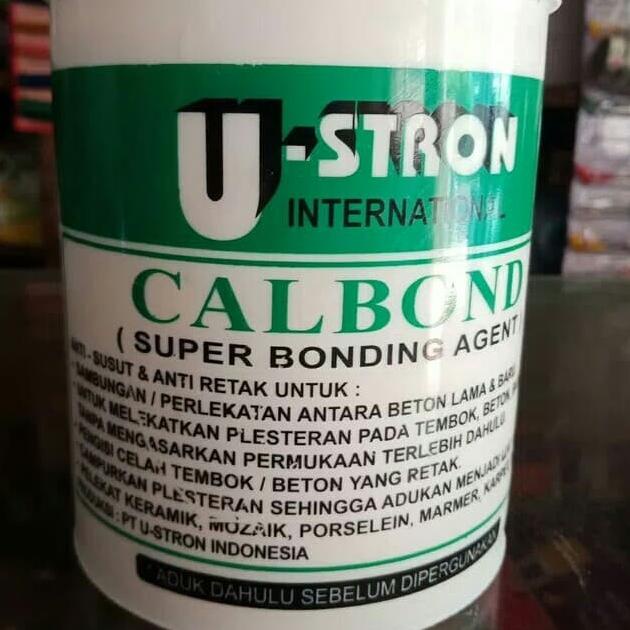 U-STRON
INTERNATIONAL
CALBOND
( SUPER BONDING AGENT )
ANTI - SUSUT & ANTI RETAK UNTUK :
- SAMBUNGAN / PERLEKATAN ANTARA BETON LAMA & BARU
- UNTUK MELEKATKAN PLESTERAN PADA TEMBOK, BETON
TANPA MENGASARKAN PERMUKAAN TERLEBIH DAHULU.
- PENGISI CELAH TEMBOK / BETON YANG RETAK.
- CAMPURKAN PLESTERAN SEHINGGA ADUKAN MENJADI
- PELEKAT KERAMIK, MOZAIK, PORSELEIN, MARMER, KARPET
PRODUKSI : PT U-STRON INDONESIA
ADUK DAHULU SEBELUM DIPERGUNAKAN